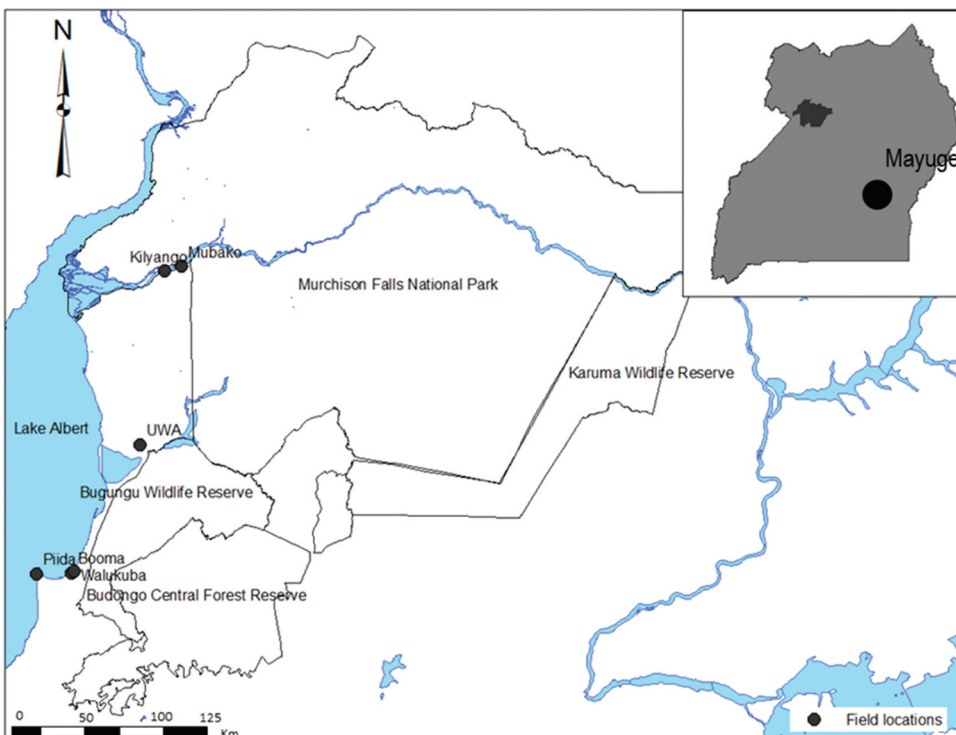 N
Mayuge
Kilyango
Mubako
Murchison Falls National Park
Karuma Wildlife Reserve
Lake Albert
UWA
Bugungu Wildlife Reserve
Piida
Booma
Walukuba
Budongo Central Forest Reserve
0 50 100 125
Km
Field locations